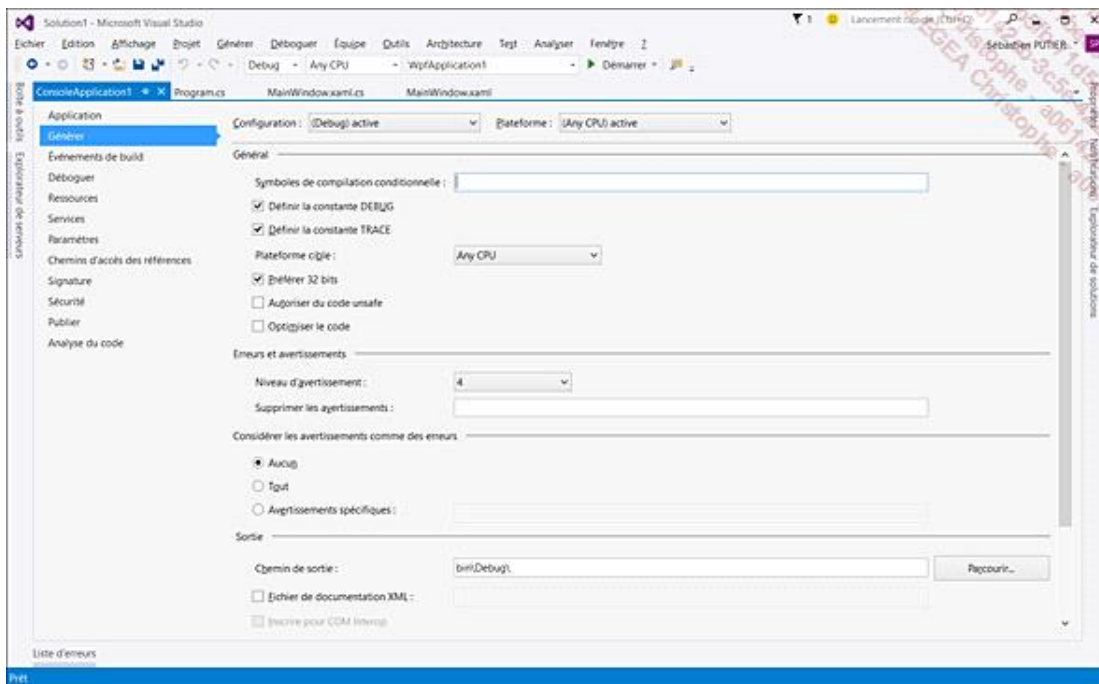 Solution1 - Microsoft Visual Studio
1
Lancement rapide (Ctrl+Q)
Fichier Edition Affichage Projet Générer Déboguer Équipe Outils Architecture Test Analyser Fenêtre ?
Sébastien PUTIER
SP
Debug Any CPU WpfApplication1 Démarrer
ConsoleApplication1 Program.cs MainWindow.xaml.cs MainWindow.xaml
Boîte à outils
Explorateur de serveurs
Application
Générer
Événements de build
Déboguer
Ressources
Services
Paramètres
Chemins d'accès des références
Signature
Sécurité
Publier
Analyse du code
Configuration : (Debug) active Plateforme : (Any CPU) active
Général
Symboles de compilation conditionnelle :
Définir la constante DEBUG
Définir la constante TRACE
Plateforme cible : Any CPU
Préférer 32 bits
Autoriser du code unsafe
Optimiser le code
Erreurs et avertissements
Niveau d'avertissement : 4
Supprimer les avertissements :
Considérer les avertissements comme des erreurs
Aucun
Tout
Avertissements spécifiques :
Sortie
Chemin de sortie : bin\Debug\ Parcourir...
Fichier de documentation XML :
Inscrire pour COM Interop
Propriétés
Notifications
Explorateur de solutions
Liste d'erreurs
Prêt
Christophe